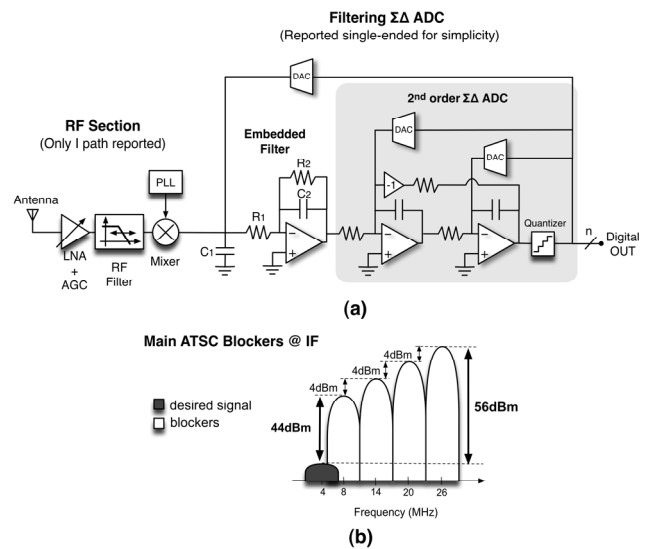 Filtering ΣΔ ADC
(Reported single-ended for simplicity)
DAC
2nd order ΣΔ ADC
RF Section
(Only I path reported)
Embedded
Filter
DAC
DAC
R2
PLL
-1
C2
Antenna
R1
Quantizer
n
Digital
OUT
C1
LNA
+
AGC
RF
Filter
Mixer
(a)
Main ATSC Blockers @ IF
4dBm
4dBm
4dBm
4dBm
desired signal
blockers
44dBm
56dBm
4 8 14 20 26
Frequency (MHz)
(b)